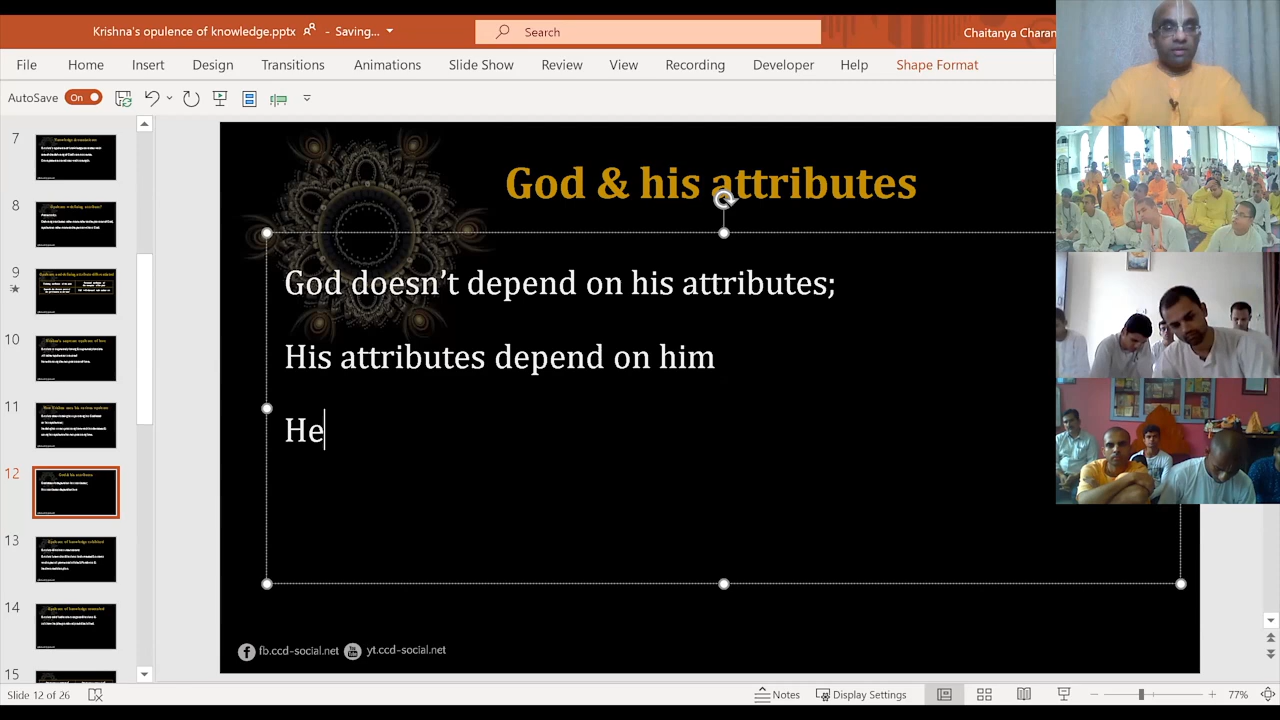 Krishna's opulence of knowledge.pptx - Saving...
Search
Chaitanya Charan
File Home Insert Design Transitions Animations Slide Show Review View Recording Developer Help Shape Format
AutoSave On
7
8
9
10
11
12
13
14
15
God & his attributes
God doesn’t depend on his attributes;
His attributes depend on him
He
fb.ccd-social.net yt.ccd-social.net
Slide 12 of 26
Notes Display Settings
77%